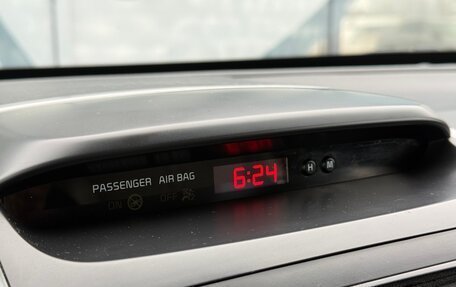 PASSENGER AIR BAG 6:24 H M
ON OFF